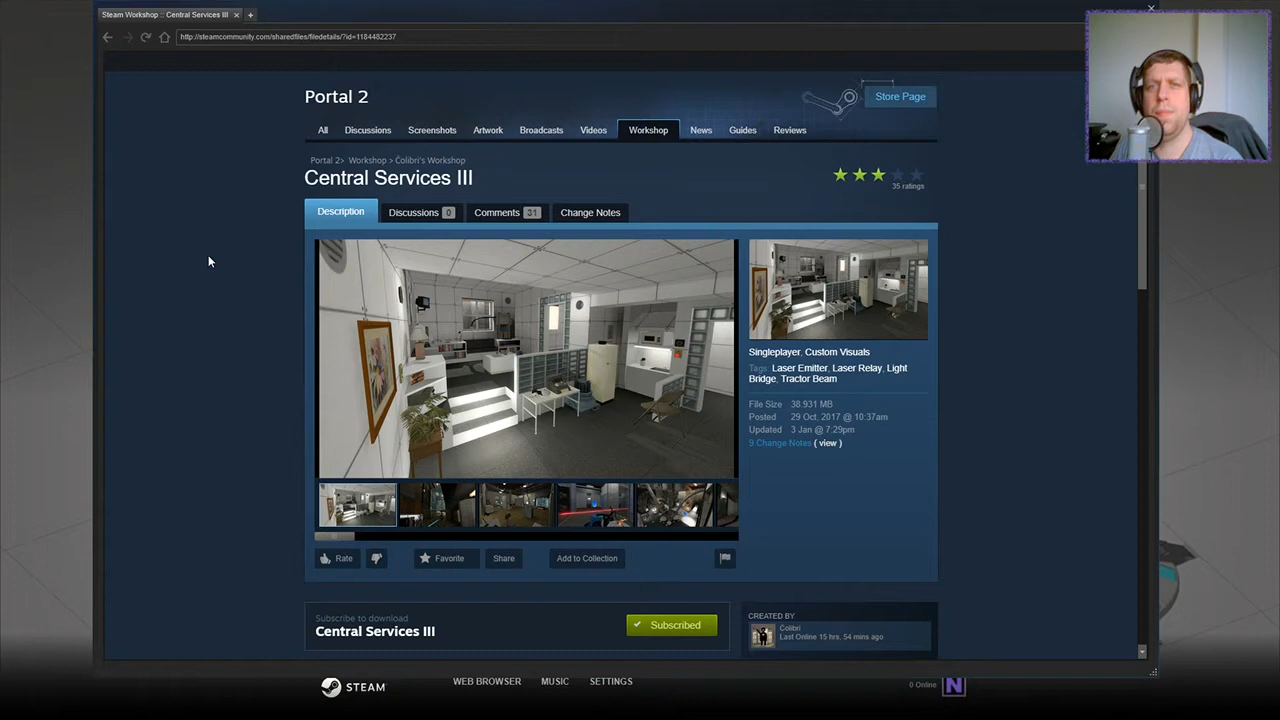 Steam Workshop :: Central Services III × +
http://steamcommunity.com/sharedfiles/filedetails/?id=1184482237
Portal 2
Store Page
All Discussions Screenshots Artwork Broadcasts Videos Workshop News Guides Reviews
Portal 2> Workshop > Čolibri's Workshop
Central Services III
35 ratings
Description Discussions 0 Comments 31 Change Notes
Singleplayer, Custom Visuals
Tags: Laser Emitter, Laser Relay, Light
Bridge, Tractor Beam
File Size 38.931 MB
Posted 29 Oct, 2017 @ 10:37am
Updated 3 Jan @ 7:29pm
9 Change Notes ( view )
Rate Favorite Share Add to Collection
Subscribe to download
Central Services III
Subscribed
CREATED BY
Čolibri
Last Online 15 hrs, 54 mins ago
STEAM WEB BROWSER MUSIC SETTINGS 0 Online N